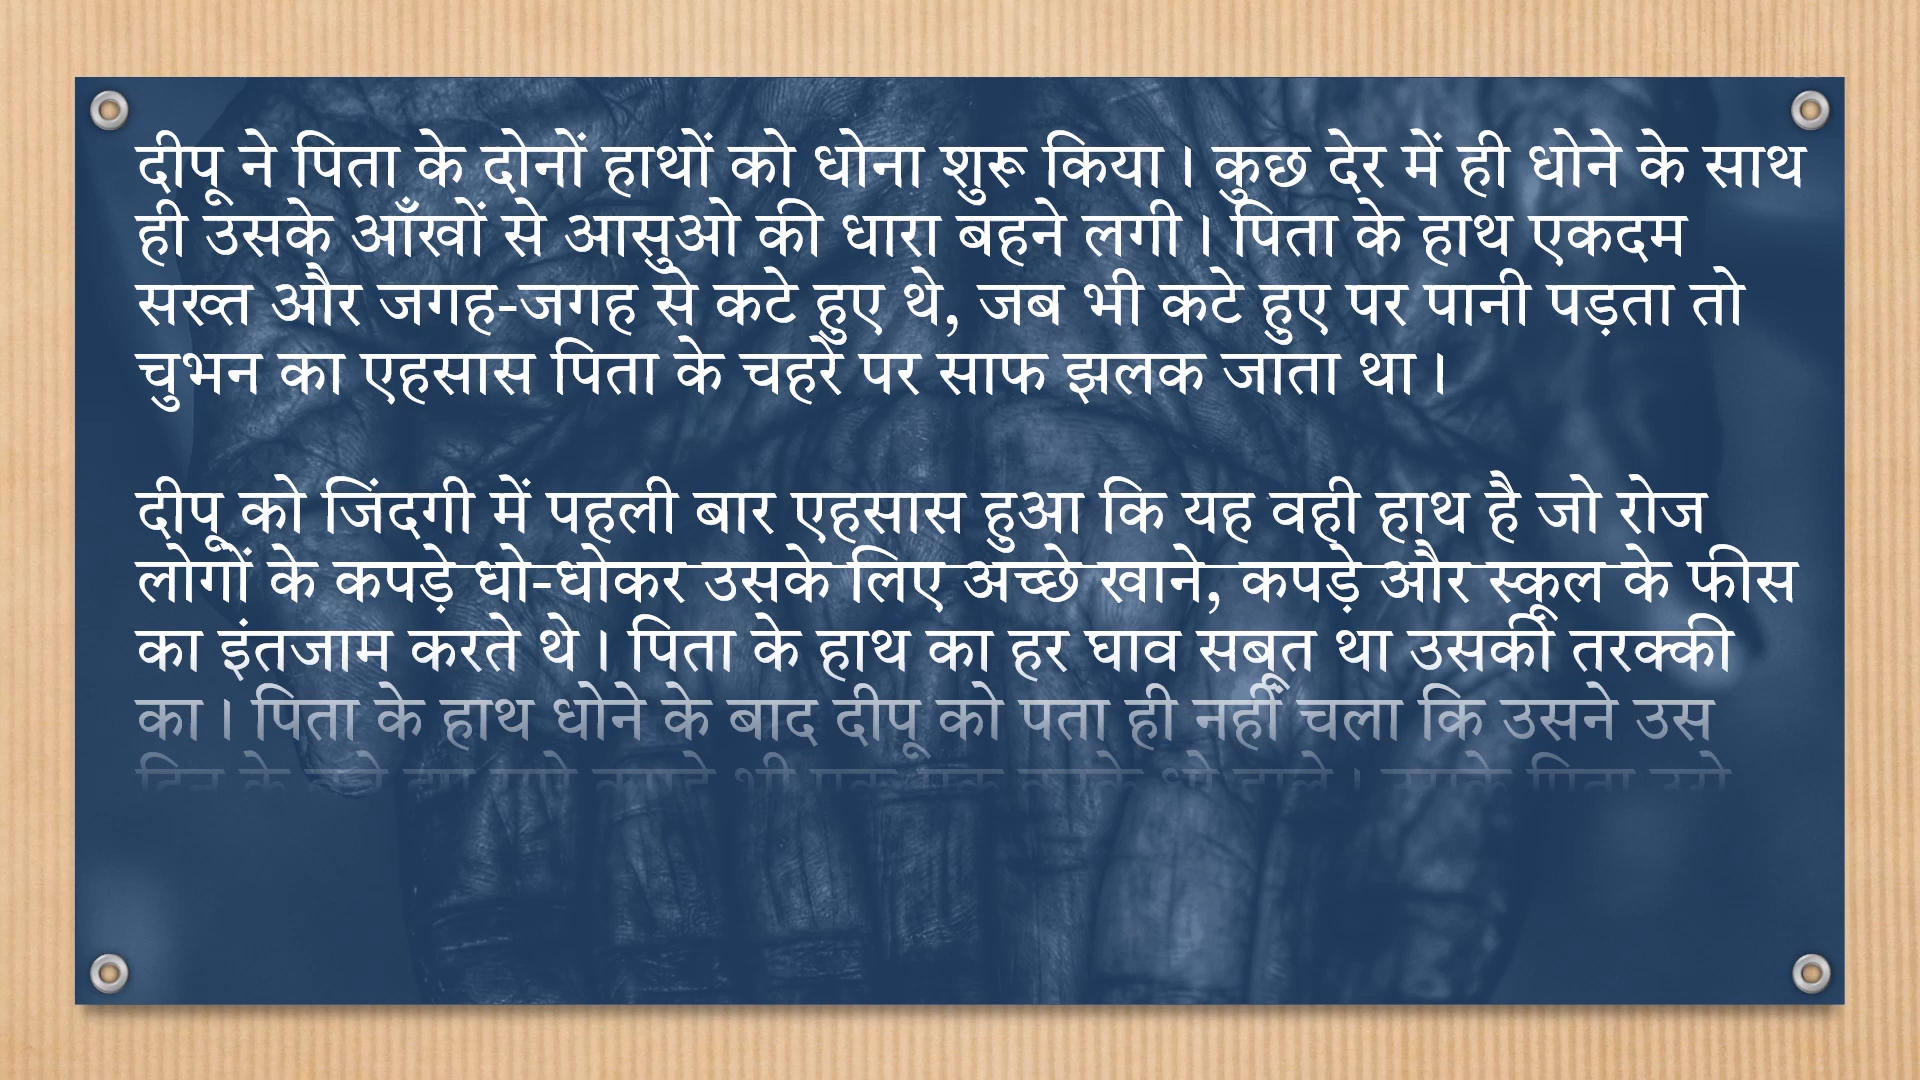 दीपू ने पिता के दोनों हाथों को धोना शुरू किया । कुछ देर में ही धोने के साथ
ही उसके आँखों से आसुओ की धारा बहने लगी । पिता के हाथ एकदम
सख्त और जगह-जगह से कटे हुए थे, जब भी कटे हुए पर पानी पड़ता तो
चुभन का एहसास पिता के चहरे पर साफ झलक जाता था ।
दीपू को जिंदगी में पहली बार एहसास हुआ कि यह वही हाथ है जो रोज
लोगों के कपड़े धो-धोकर उसके लिए अच्छे खाने, कपड़े और स्कूल के फीस
का इंतजाम करते थे । पिता के हाथ का हर घाव सबूत था उसकी तरक्की
का । पिता के हाथ धोने के बाद दीपू को पता ही नहीं चला कि उसने उस